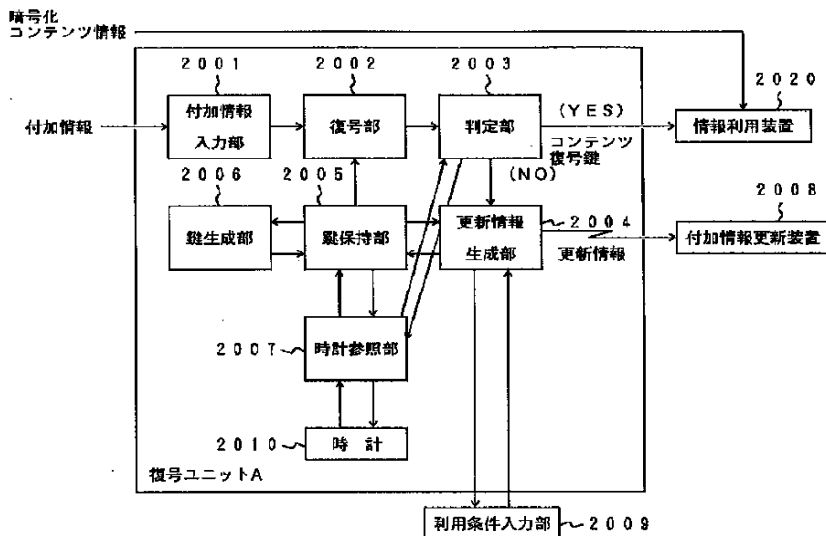 暗号化
コンテンツ情報
2001
2002
2003
2020
付加情報
付加情報
入力部
復号部
判定部
(YES)
コンテンツ
復号鍵
情報利用装置
(NO)
2006
2005
2004
2008
鍵生成部
鍵保持部
更新情報
生成部
更新情報
付加情報更新装置
2007
時計参照部
2010
時 計
復号ユニットA
利用条件入力部
2009